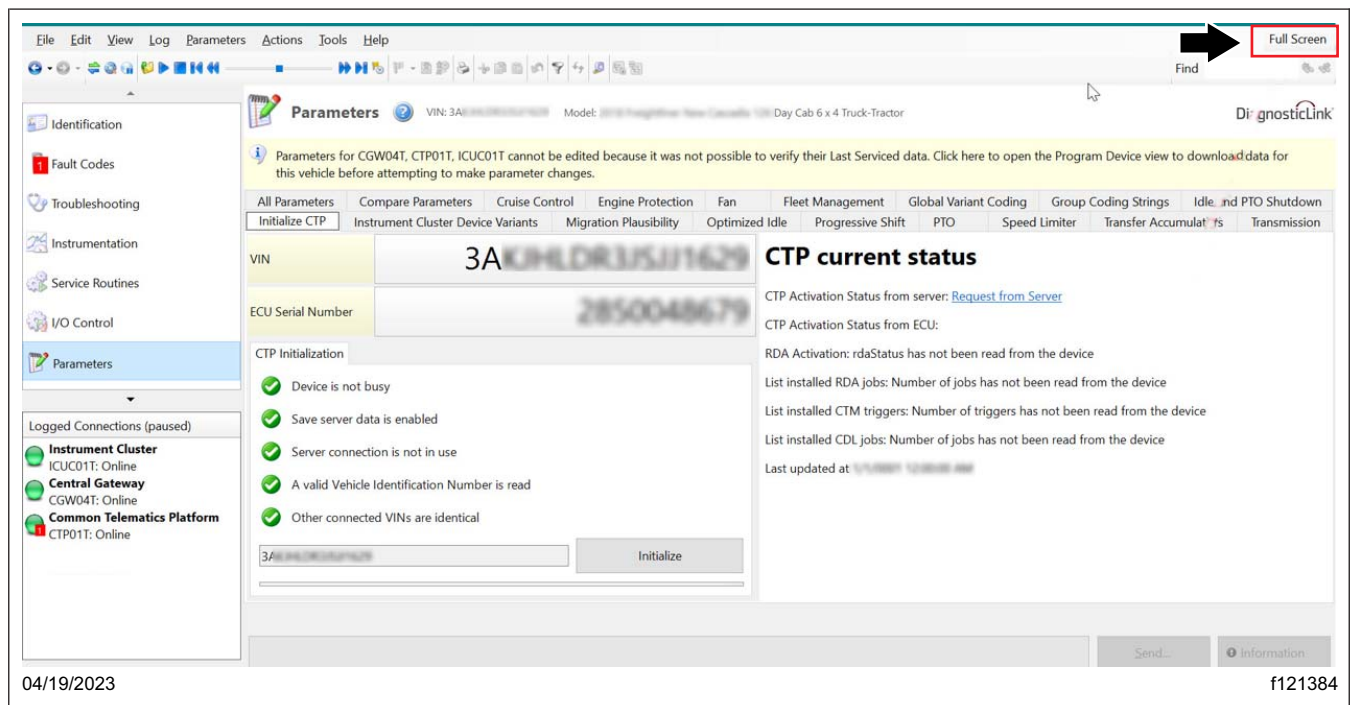 File Edit View Log Parameters Actions Tools Help Full Screen
Find
Identification
Fault Codes
Troubleshooting
Instrumentation
Service Routines
I/O Control
Parameters
Logged Connections (paused)
Instrument Cluster
ICUC01T: Online
Central Gateway
CGW04T: Online
Common Telematics Platform
CTP01T: Online
Parameters VIN: 3A Model: Day Cab 6 x 4 Truck-Tractor
DiagnosticLink
Parameters for CGW04T, CTP01T, ICUC01T cannot be edited because it was not possible to verify their Last Serviced data. Click here to open the Program Device view to download data for
this vehicle before attempting to make parameter changes.
All Parameters Compare Parameters Cruise Control Engine Protection Fan Fleet Management Global Variant Coding Group Coding Strings Idle and PTO Shutdown
Initialize CTP Instrument Cluster Device Variants Migration Plausibility Optimized Idle Progressive Shift PTO Speed Limiter Transfer Accumulators Transmission
VIN 3A
ECU Serial Number
CTP Initialization
Device is not busy
Save server data is enabled
Server connection is not in use
A valid Vehicle Identification Number is read
Other connected VINs are identical
3A
Initialize
CTP current status
CTP Activation Status from server: Request from Server
CTP Activation Status from ECU:
RDA Activation: rdaStatus has not been read from the device
List installed RDA jobs: Number of jobs has not been read from the device
List installed CTM triggers: Number of triggers has not been read from the device
List installed CDL jobs: Number of jobs has not been read from the device
Last updated at
Send... Information
04/19/2023 f121384